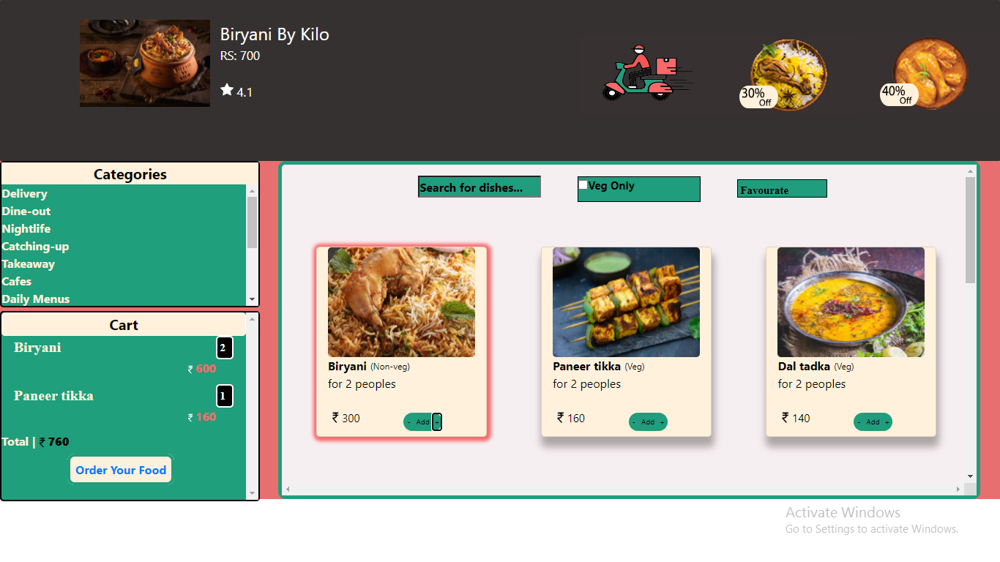 Biryani By Kilo
RS: 700
4.1
30%
Off
40%
Off
Categories
Delivery
Dine-out
Nightlife
Catching-up
Takeaway
Cafes
Daily Menus
Cart
Biryani 2
₹ 600
Paneer tikka 1
₹ 160
Total | ₹ 760
Order Your Food
Search for dishes...
Veg Only
Favourate
Biryani (Non-veg)
for 2 peoples
₹ 300
- Add +
Paneer tikka (Veg)
for 2 peoples
₹ 160
- Add +
Dal tadka (Veg)
for 2 peoples
₹ 140
- Add +
Activate Windows
Go to Settings to activate Windows.